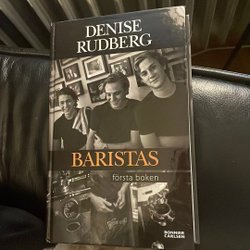 DENISE
RUDBERG
BARISTAS
första boken
BONNIER
CARLSEN